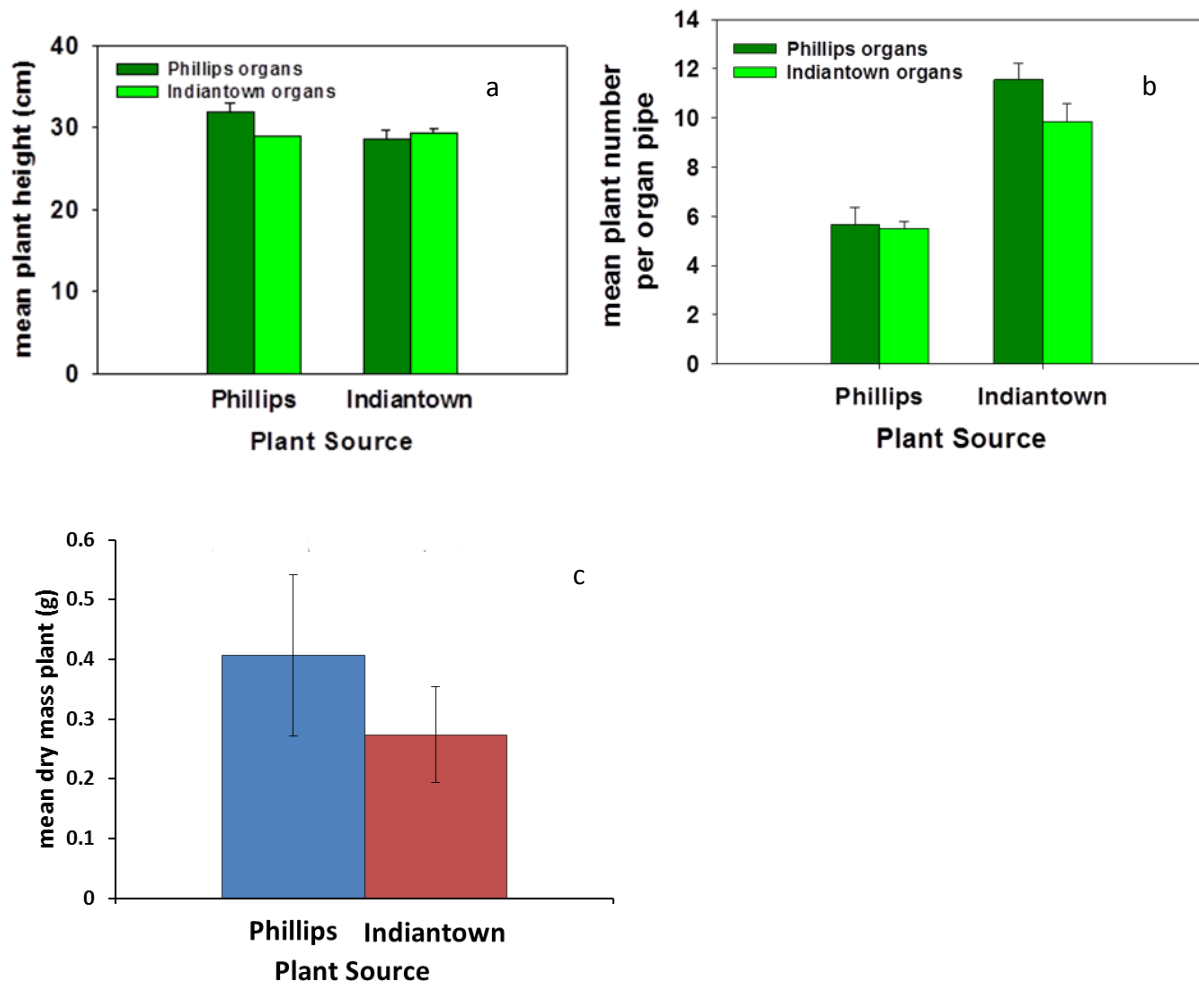 mean plant height (cm)
40
30
20
10
0
Phillips organs
Indiantown organs
a
Phillips Indiantown
Plant Source
mean plant number
per organ pipe
14
12
10
8
6
4
2
0
Phillips organs
Indiantown organs
b
Phillips Indiantown
Plant Source
mean dry mass plant (g)
0.6
0.5
0.4
0.3
0.2
0.1
0
c
Phillips Indiantown
Plant Source